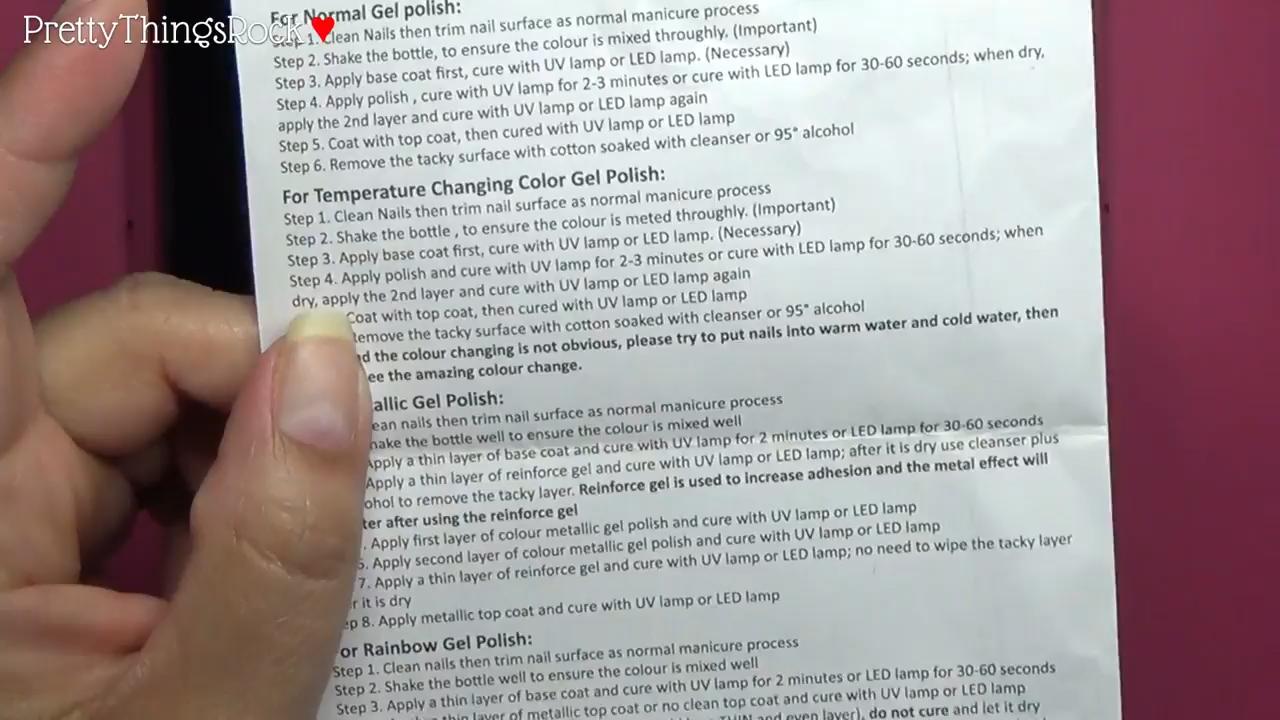 PrettyThingsRock
For Normal Gel polish:
Step 1. Clean Nails then trim nail surface as normal manicure process
Step 2. Shake the bottle, to ensure the colour is mixed throughly. (Important)
Step 3. Apply base coat first, cure with UV lamp or LED lamp. (Necessary)
Step 4. Apply polish , cure with UV lamp for 2-3 minutes or cure with LED lamp for 30-60 seconds; when dry,
apply the 2nd layer and cure with UV lamp or LED lamp again
Step 5. Coat with top coat, then cured with UV lamp or LED lamp
Step 6. Remove the tacky surface with cotton soaked with cleanser or 95° alcohol
For Temperature Changing Color Gel Polish:
Step 1. Clean Nails then trim nail surface as normal manicure process
Step 2. Shake the bottle , to ensure the colour is meted throughly. (Important)
Step 3. Apply base coat first, cure with UV lamp or LED lamp. (Necessary)
Step 4. Apply polish and cure with UV lamp for 2-3 minutes or cure with LED lamp for 30-60 seconds; when
dry, apply the 2nd layer and cure with UV lamp or LED lamp again
Coat with top coat, then cured with UV lamp or LED lamp
emove the tacky surface with cotton soaked with cleanser or 95° alcohol
d the colour changing is not obvious, please try to put nails into warm water and cold water, then
ee the amazing colour change.
allic Gel Polish:
ean nails then trim nail surface as normal manicure process
hake the bottle well to ensure the colour is mixed well
Apply a thin layer of base coat and cure with UV lamp for 2 minutes or LED lamp for 30-60 seconds
Apply a thin layer of reinforce gel and cure with UV lamp or LED lamp; after it is dry use cleanser plus
ohol to remove the tacky layer. Reinforce gel is used to increase adhesion and the metal effect will
ter after using the reinforce gel
. Apply first layer of colour metallic gel polish and cure with UV lamp or LED lamp
6. Apply second layer of colour metallic gel polish and cure with UV lamp or LED lamp
7. Apply a thin layer of reinforce gel and cure with UV lamp or LED lamp; no need to wipe the tacky layer
r it is dry
ep 8. Apply metallic top coat and cure with UV lamp or LED lamp
or Rainbow Gel Polish:
Step 1. Clean nails then trim nail surface as normal manicure process
Step 2. Shake the bottle well to ensure the colour is mixed well
Step 3. Apply a thin layer of base coat and cure with UV lamp for 2 minutes or LED lamp for 30-60 seconds
thin layer of metallic top coat or no clean top coat and cure with UV lamp or LED lamp
THIN and even layer), do not cure and let it dry